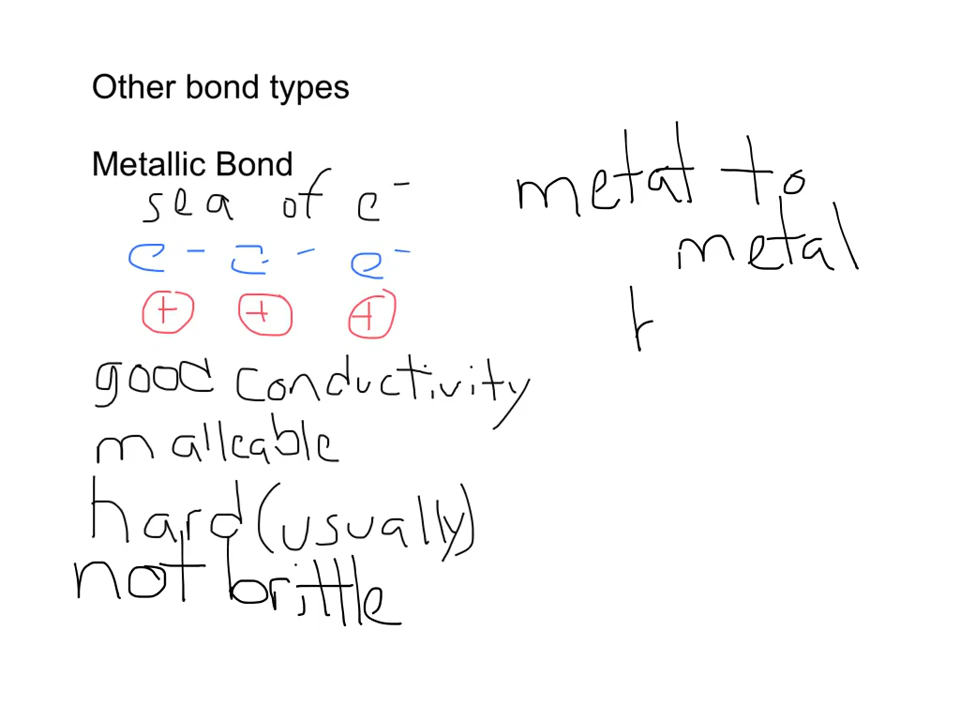 Other bond types
Metallic Bond
sea of e⁻
e⁻ e⁻ e⁻
+ + +
good conductivity
malleable
hard (usually)
not brittle
metal to
metal